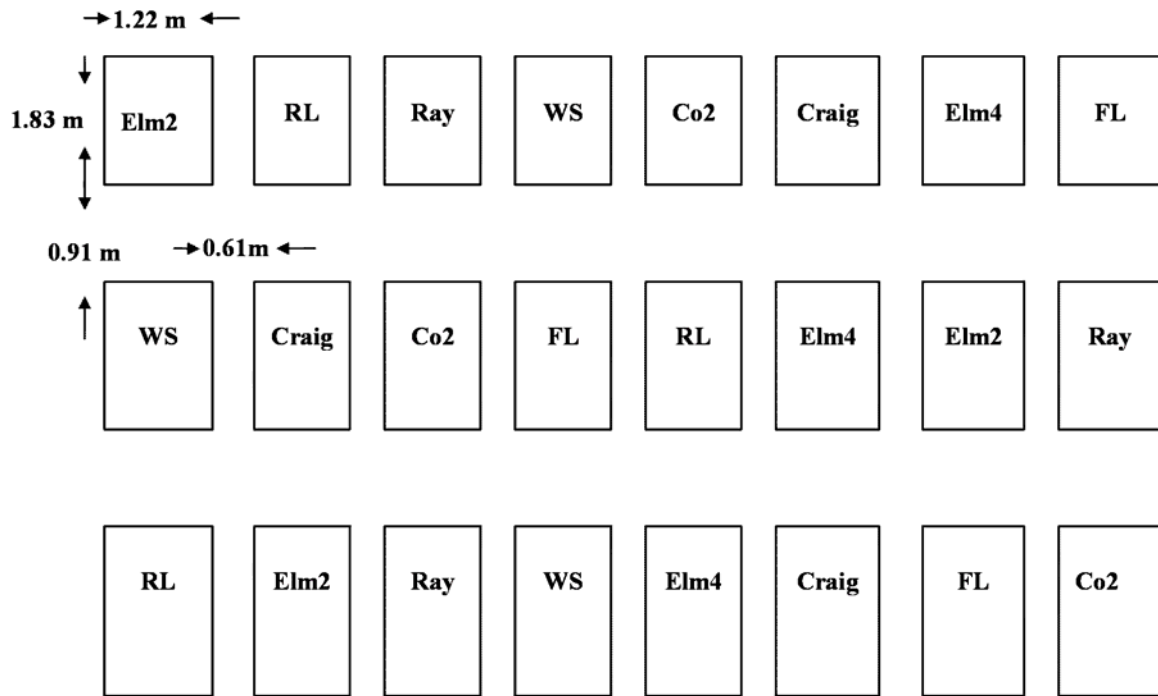 1.22 m
1.83 m Elm2 RL Ray WS Co2 Craig Elm4 FL
0.91 m 0.61m
WS Craig Co2 FL RL Elm4 Elm2 Ray
RL Elm2 Ray WS Elm4 Craig FL Co2